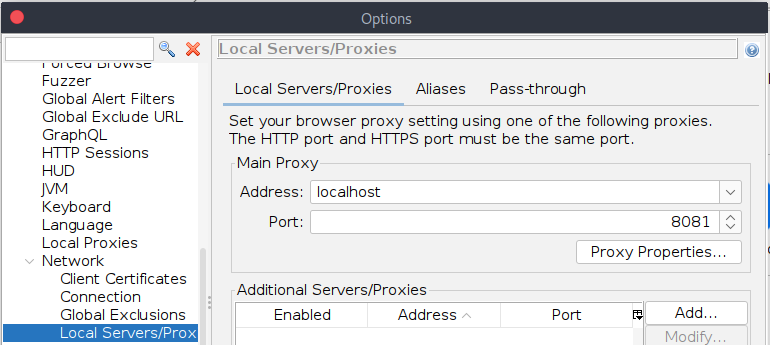 Options
Forced Browse
Fuzzer
Global Alert Filters
Global Exclude URL
GraphQL
HTTP Sessions
HUD
JVM
Keyboard
Language
Local Proxies
Network
Client Certificates
Connection
Global Exclusions
Local Servers/Prox
Local Servers/Proxies
Local Servers/Proxies Aliases Pass-through
Set your browser proxy setting using one of the following proxies.
The HTTP port and HTTPS port must be the same port.
Main Proxy
Address: localhost
Port: 8081
Proxy Properties...
Additional Servers/Proxies
Enabled Address Port
Add...
Modify...